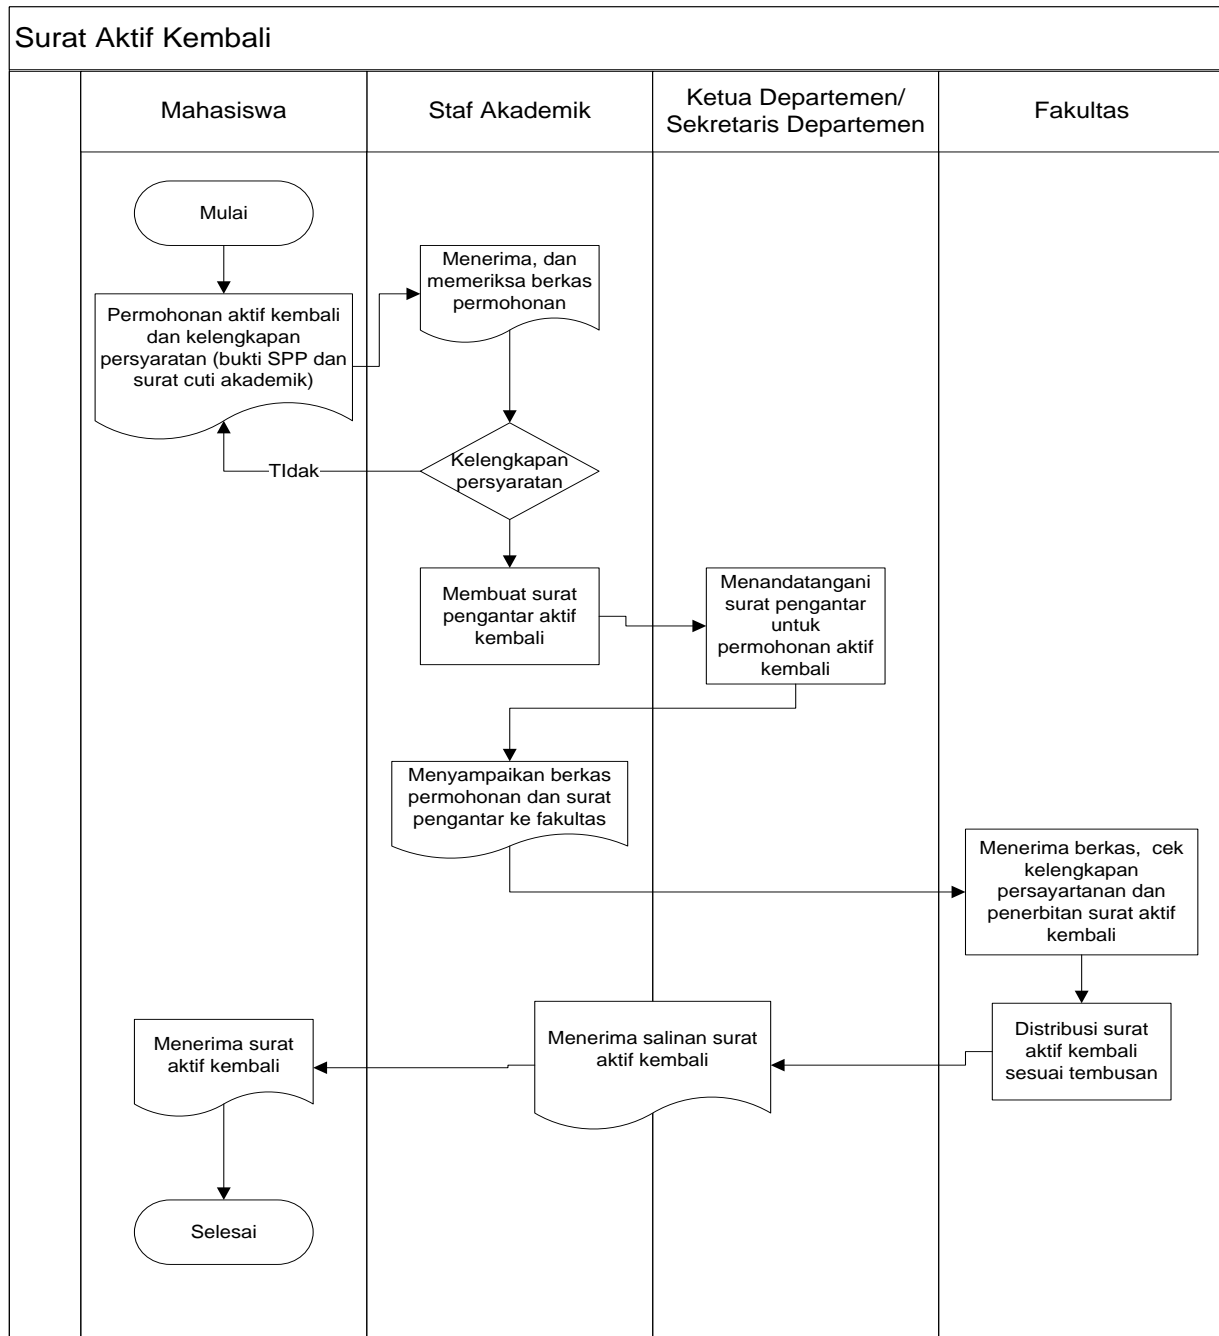 Surat Aktif Kembali
Mahasiswa
Staf Akademik
Ketua Departemen/
Sekretaris Departemen
Fakultas
Mulai
Permohonan aktif kembali
dan kelengkapan
persyaratan (bukti SPP dan
surat cuti akademik)
Menerima, dan
memeriksa berkas
permohonan
Kelengkapan
persyaratan
TIdak
Membuat surat
pengantar aktif
kembali
Menandatangani
surat pengantar
untuk
permohonan aktif
kembali
Menyampaikan berkas
permohonan dan surat
pengantar ke fakultas
Menerima berkas,  cek
kelengkapan
persayartanan dan
penerbitan surat aktif
kembali
Distribusi surat
aktif kembali
sesuai tembusan
Menerima salinan surat
aktif kembali
Menerima surat
aktif kembali
Selesai